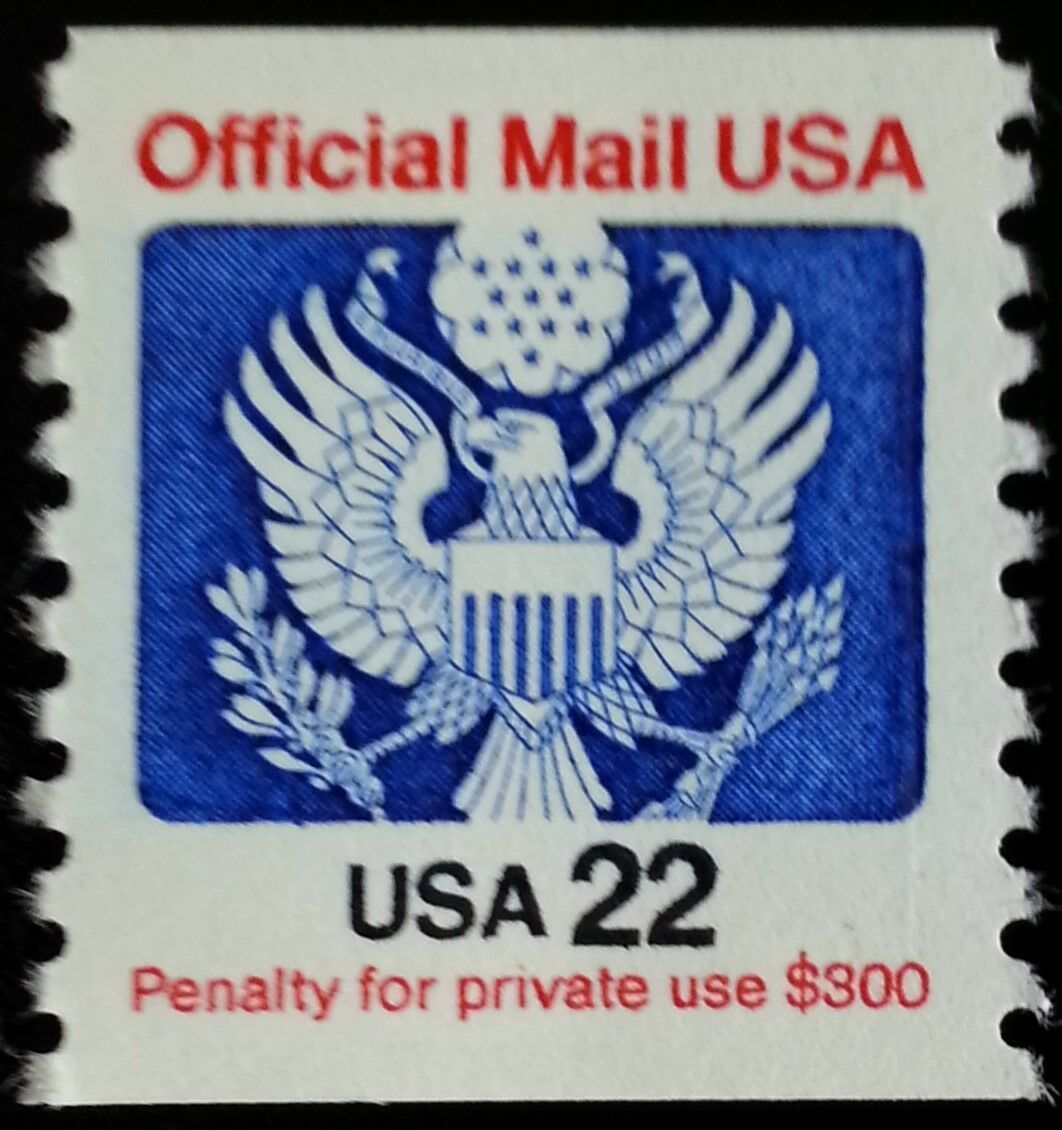 Official Mail USA
USA 22
Penalty for private use $300